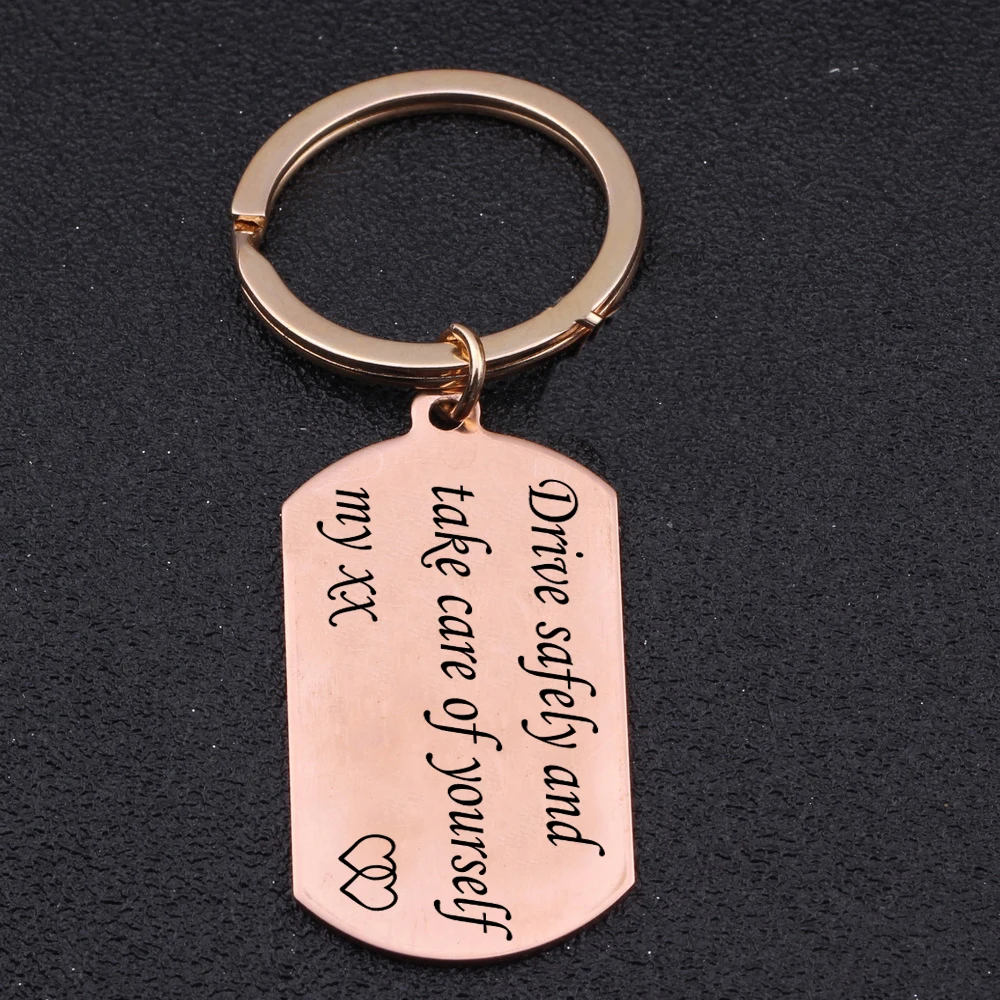 Drive safely and
take care of yourself
my xx